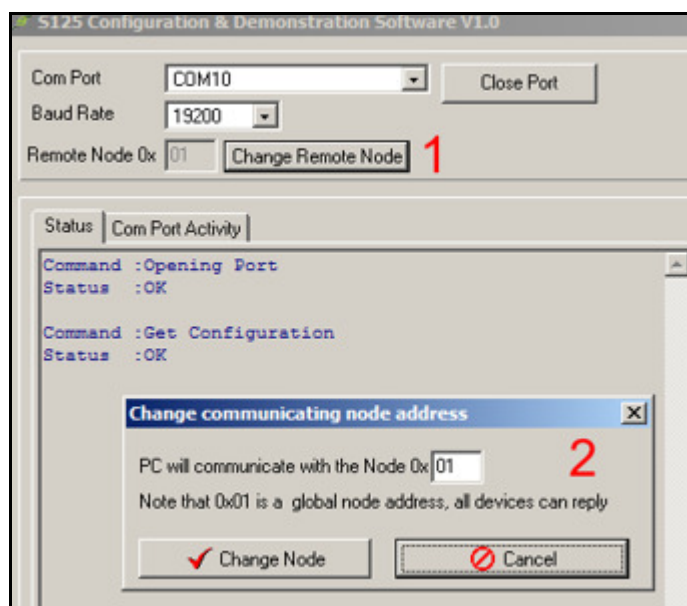 S125 Configuration & Demonstration Software V1.0
Com Port COM10 Close Port
Baud Rate 19200
Remote Node 0x 01 Change Remote Node 1
Status Com Port Activity
Command :Opening Port
Status :OK
Command :Get Configuration
Status :OK
Change communicating node address
PC will communicate with the Node 0x 01 2
Note that 0x01 is a global node address, all devices can reply
Change Node Cancel